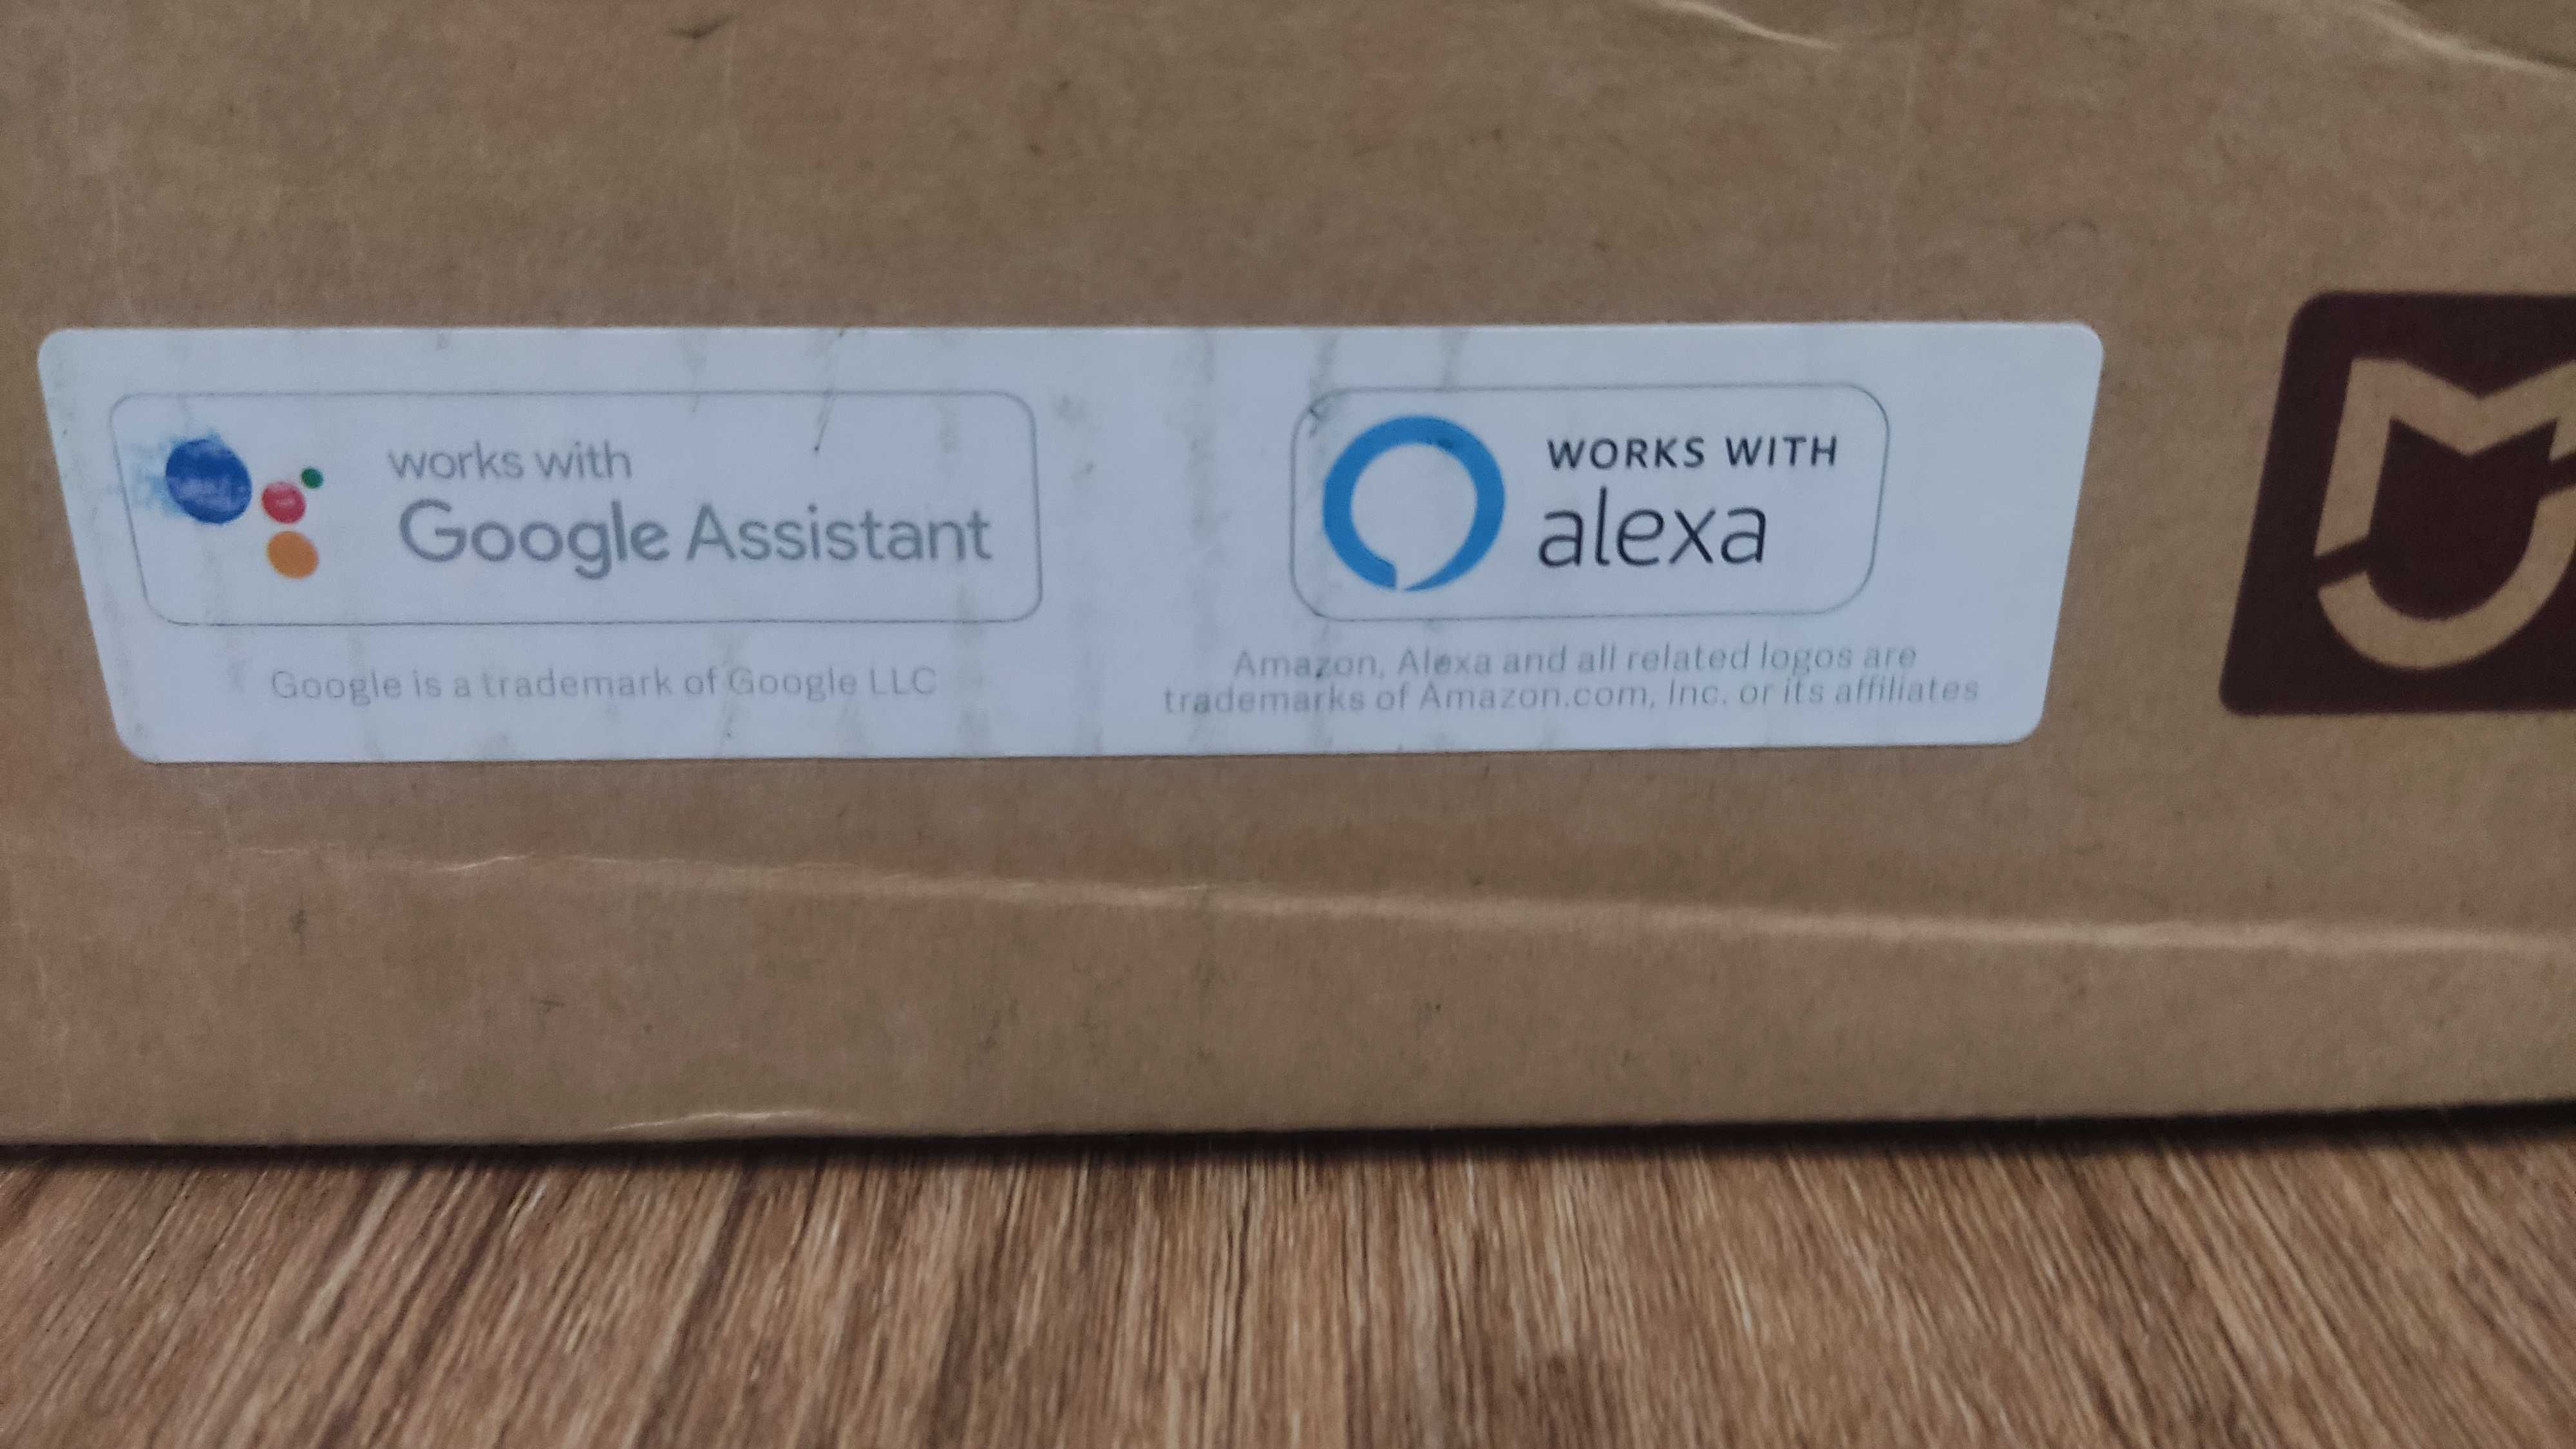 works with
Google Assistant
Google is a trademark of Google LLC
WORKS WITH
alexa
Amazon, Alexa and all related logos are
trademarks of Amazon.com, Inc. or its affiliates